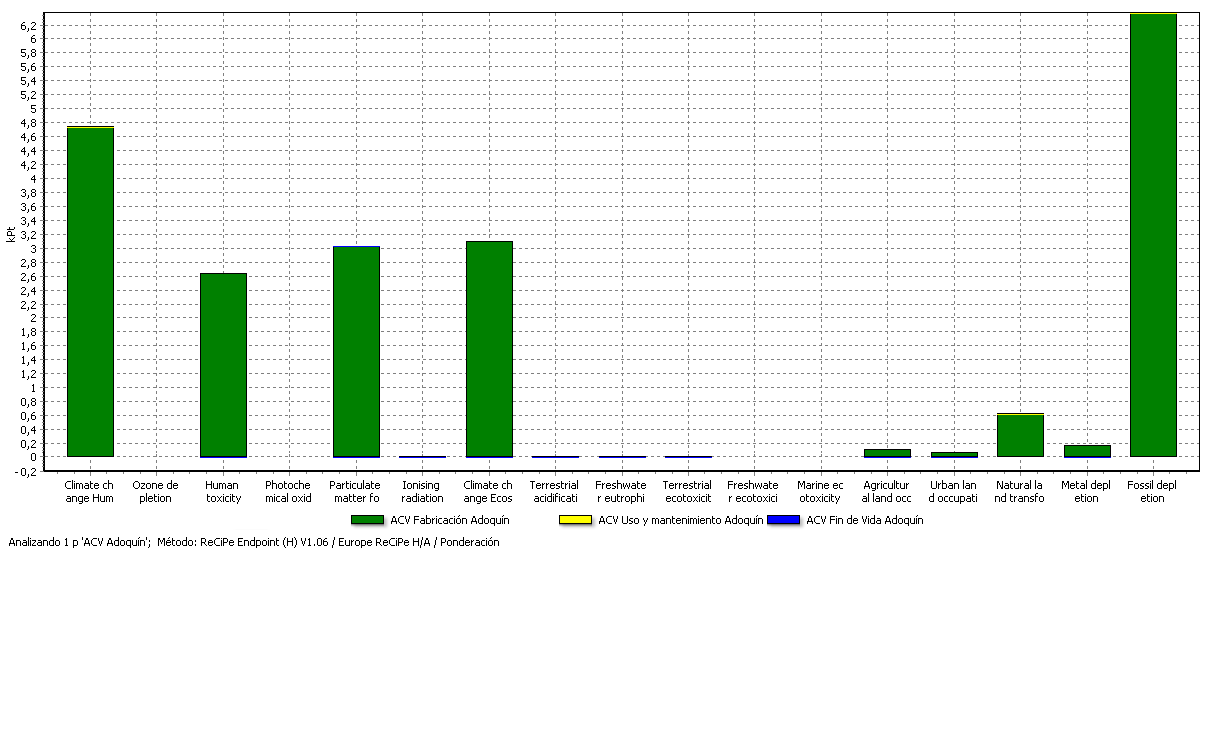 6,2
6
5,8
5,6
5,4
5,2
5
4,8
4,6
4,4
4,2
4
3,8
3,6
3,4
3,2
3
2,8
2,6
2,4
2,2
2
1,8
1,6
1,4
1,2
1
0,8
0,6
0,4
0,2
0
-0,2
kPt
Climate ch
ange Hum
Ozone de
pletion
Human
toxicity
Photoche
mical oxid
Particulate
matter fo
Ionising
radiation
Climate ch
ange Ecos
Terrestrial
acidificati
Freshwate
r eutrophi
Terrestrial
ecotoxicit
Freshwate
r ecotoxici
Marine ec
otoxicity
Agricultur
al land occ
Urban lan
d occupati
Natural la
nd transfo
Metal depl
etion
Fossil depl
etion
ACV Fabricación Adoquín ACV Uso y mantenimiento Adoquín ACV Fin de Vida Adoquín
Analizando 1 p 'ACV Adoquín'; Método: ReCiPe Endpoint (H) V1.06 / Europe ReCiPe H/A / Ponderación